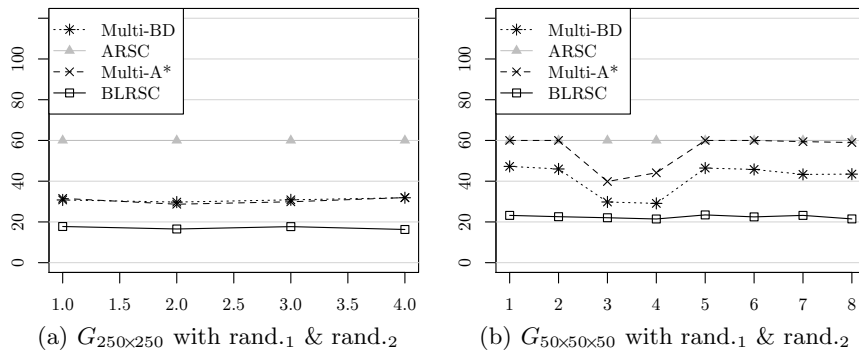 Multi-BD
ARSC
Multi-A*
BLRSC
0 20 40 60 80 100
1.0 1.5 2.0 2.5 3.0 3.5 4.0
(a) G250×250 with rand.1 & rand.2
Multi-BD
ARSC
Multi-A*
BLRSC
0 20 40 60 80 100
1 2 3 4 5 6 7 8
(b) G50×50×50 with rand.1 & rand.2